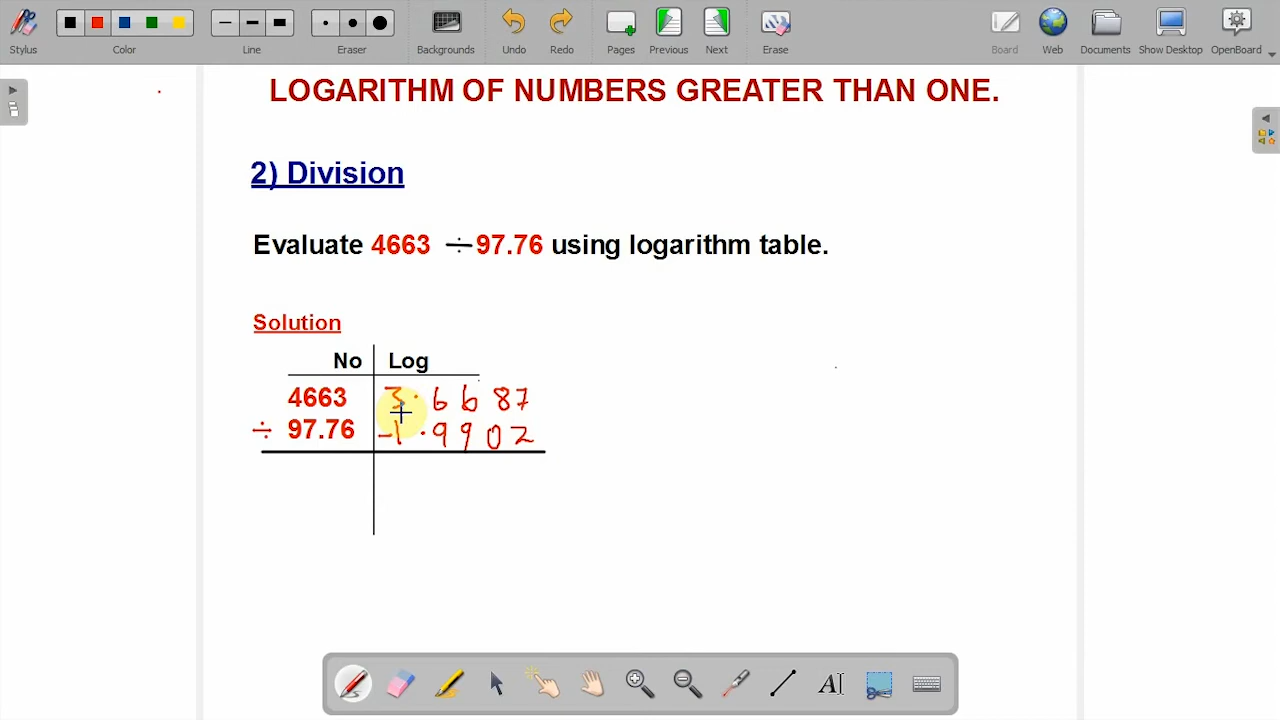 Stylus Color Line Eraser Backgrounds Undo Redo Pages Previous Next Erase Board Web Documents Show Desktop OpenBoard
LOGARITHM OF NUMBERS GREATER THAN ONE.
2) Division
Evaluate 4663 ÷ 97.76 using logarithm table.
Solution
No Log
4663 3.6687
÷ 97.76 -1.9902
AI